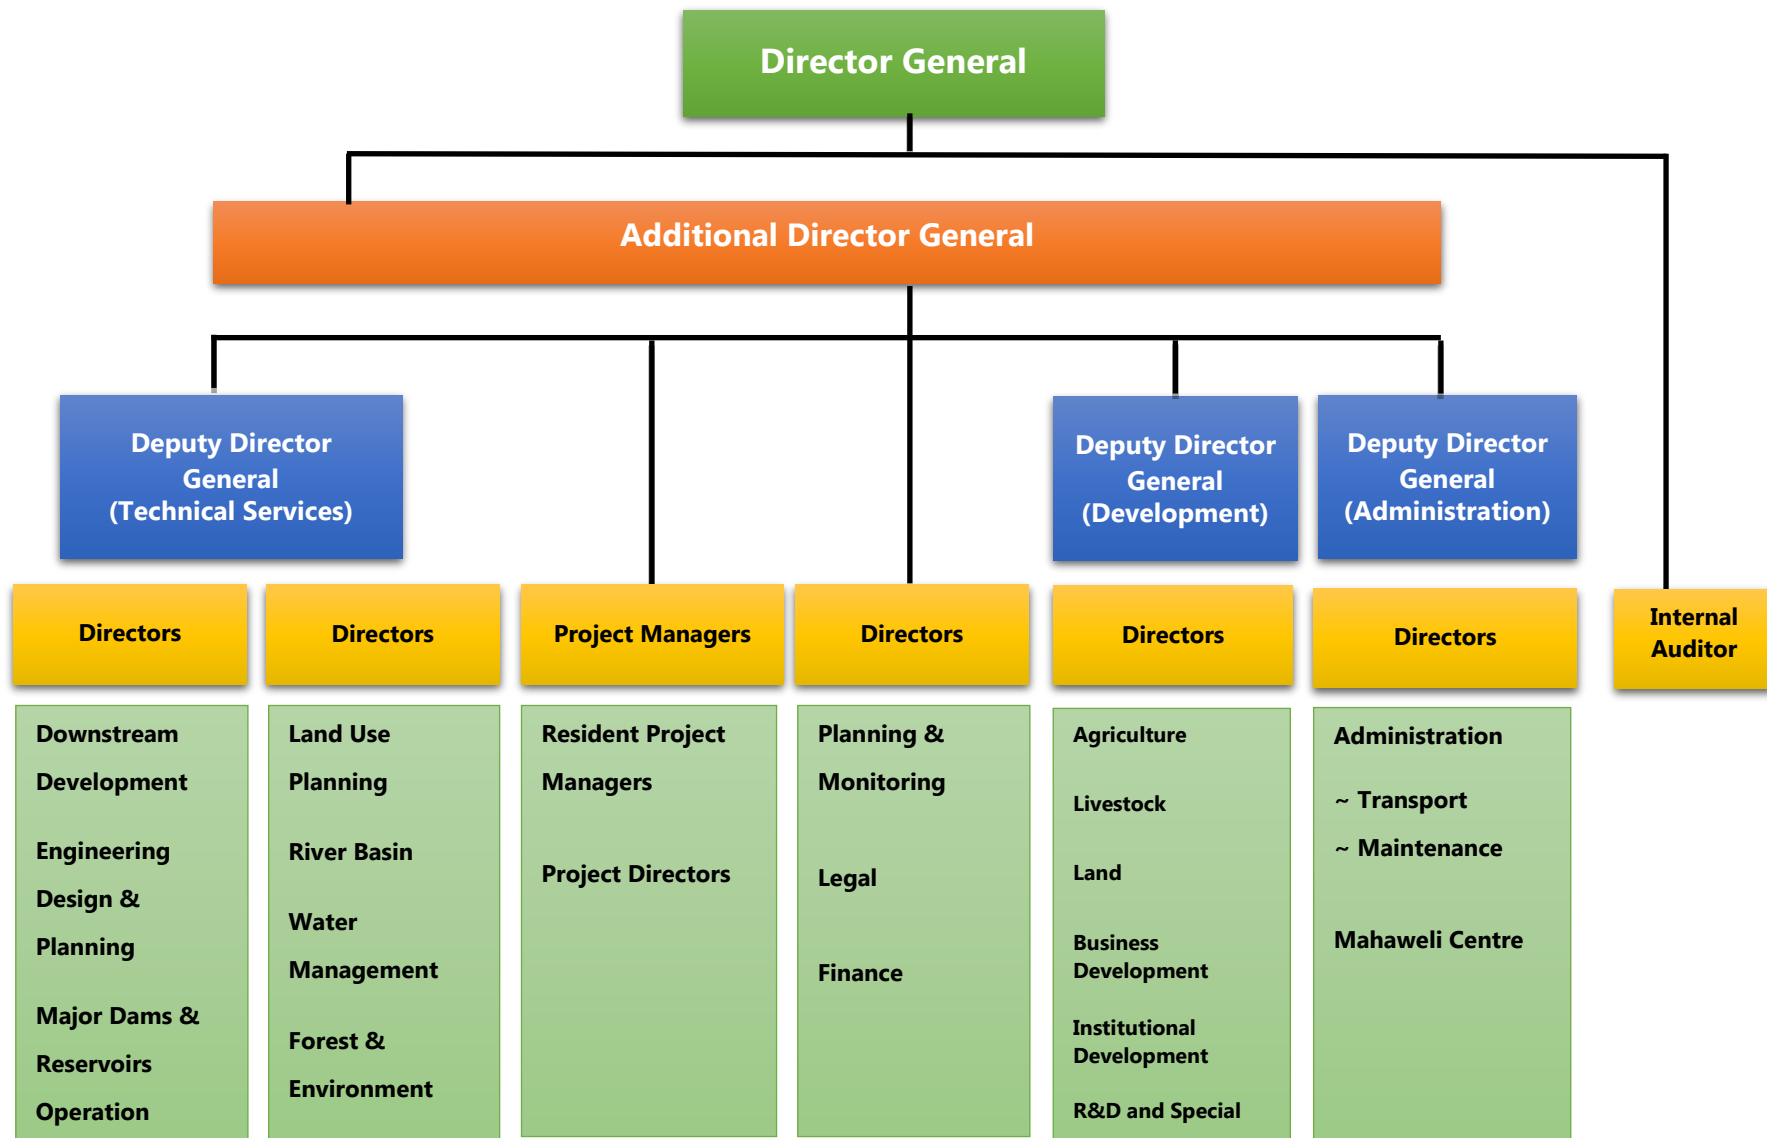 Director General
Additional Director General
Deputy Director
General
(Technical Services)
Deputy Director
General
(Development)
Deputy Director
General
(Administration)
Directors
Directors
Project Managers
Directors
Directors
Directors
Internal
Auditor
Downstream
Development
Engineering
Design &
Planning
Major Dams &
Reservoirs
Operation
Land Use
Planning
River Basin
Water
Management
Forest &
Environment
Resident Project
Managers
Project Directors
Planning &
Monitoring
Legal
Finance
Agriculture
Livestock
Land
Business
Development
Institutional
Development
R&D and Special
Administration
~ Transport
~ Maintenance
Mahaweli Centre